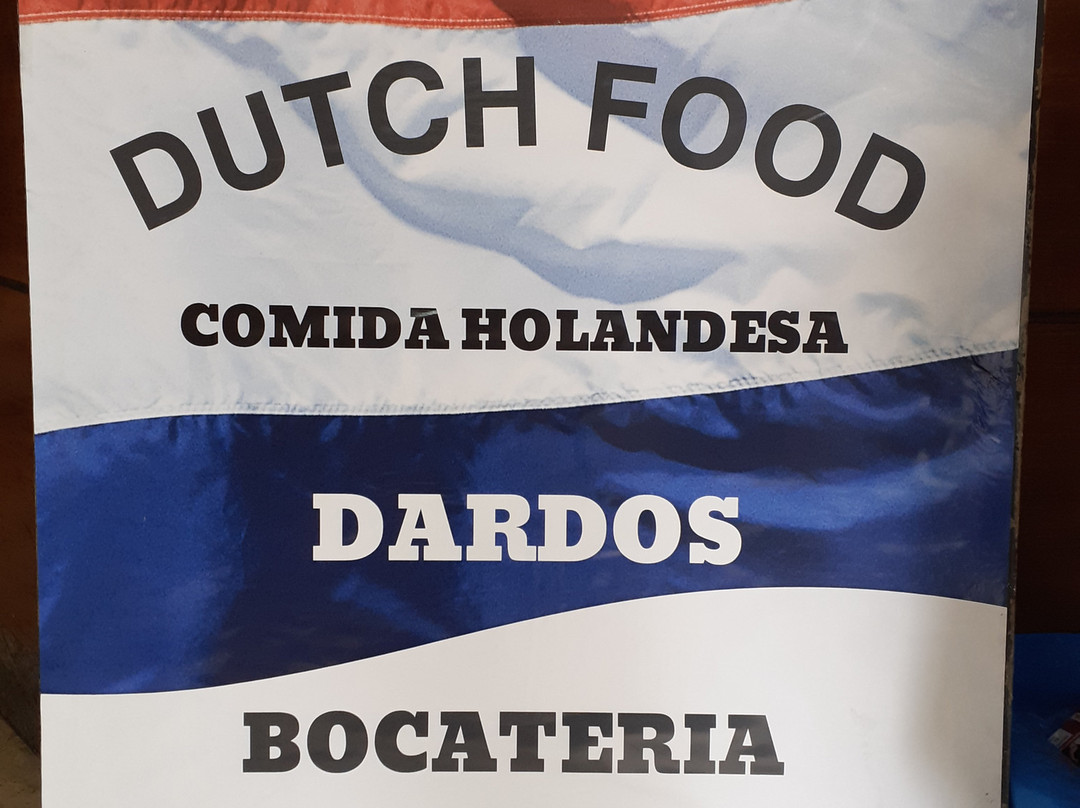 DUTCH FOOD
COMIDA HOLANDESA
DARDOS
BOCATERIA